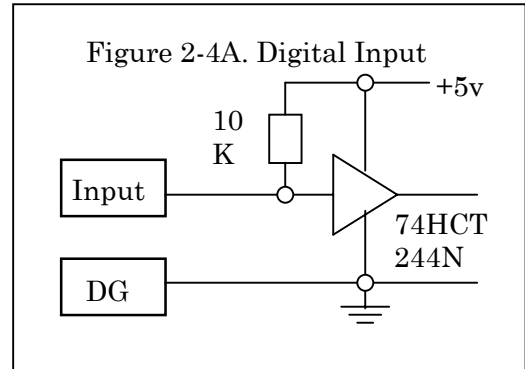 Figure 2-4A. Digital Input
+5v
10
K
Input
74HCT
244N
DG